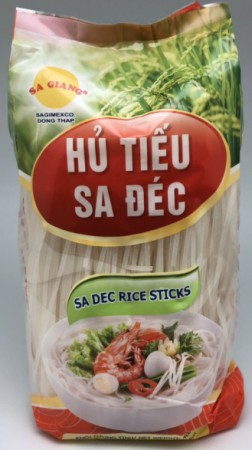 SA GIANG
SAGIMEXCO
DONG THAP
HỦ TIẾU
SA ĐÉC
SA DEC RICE STICKS